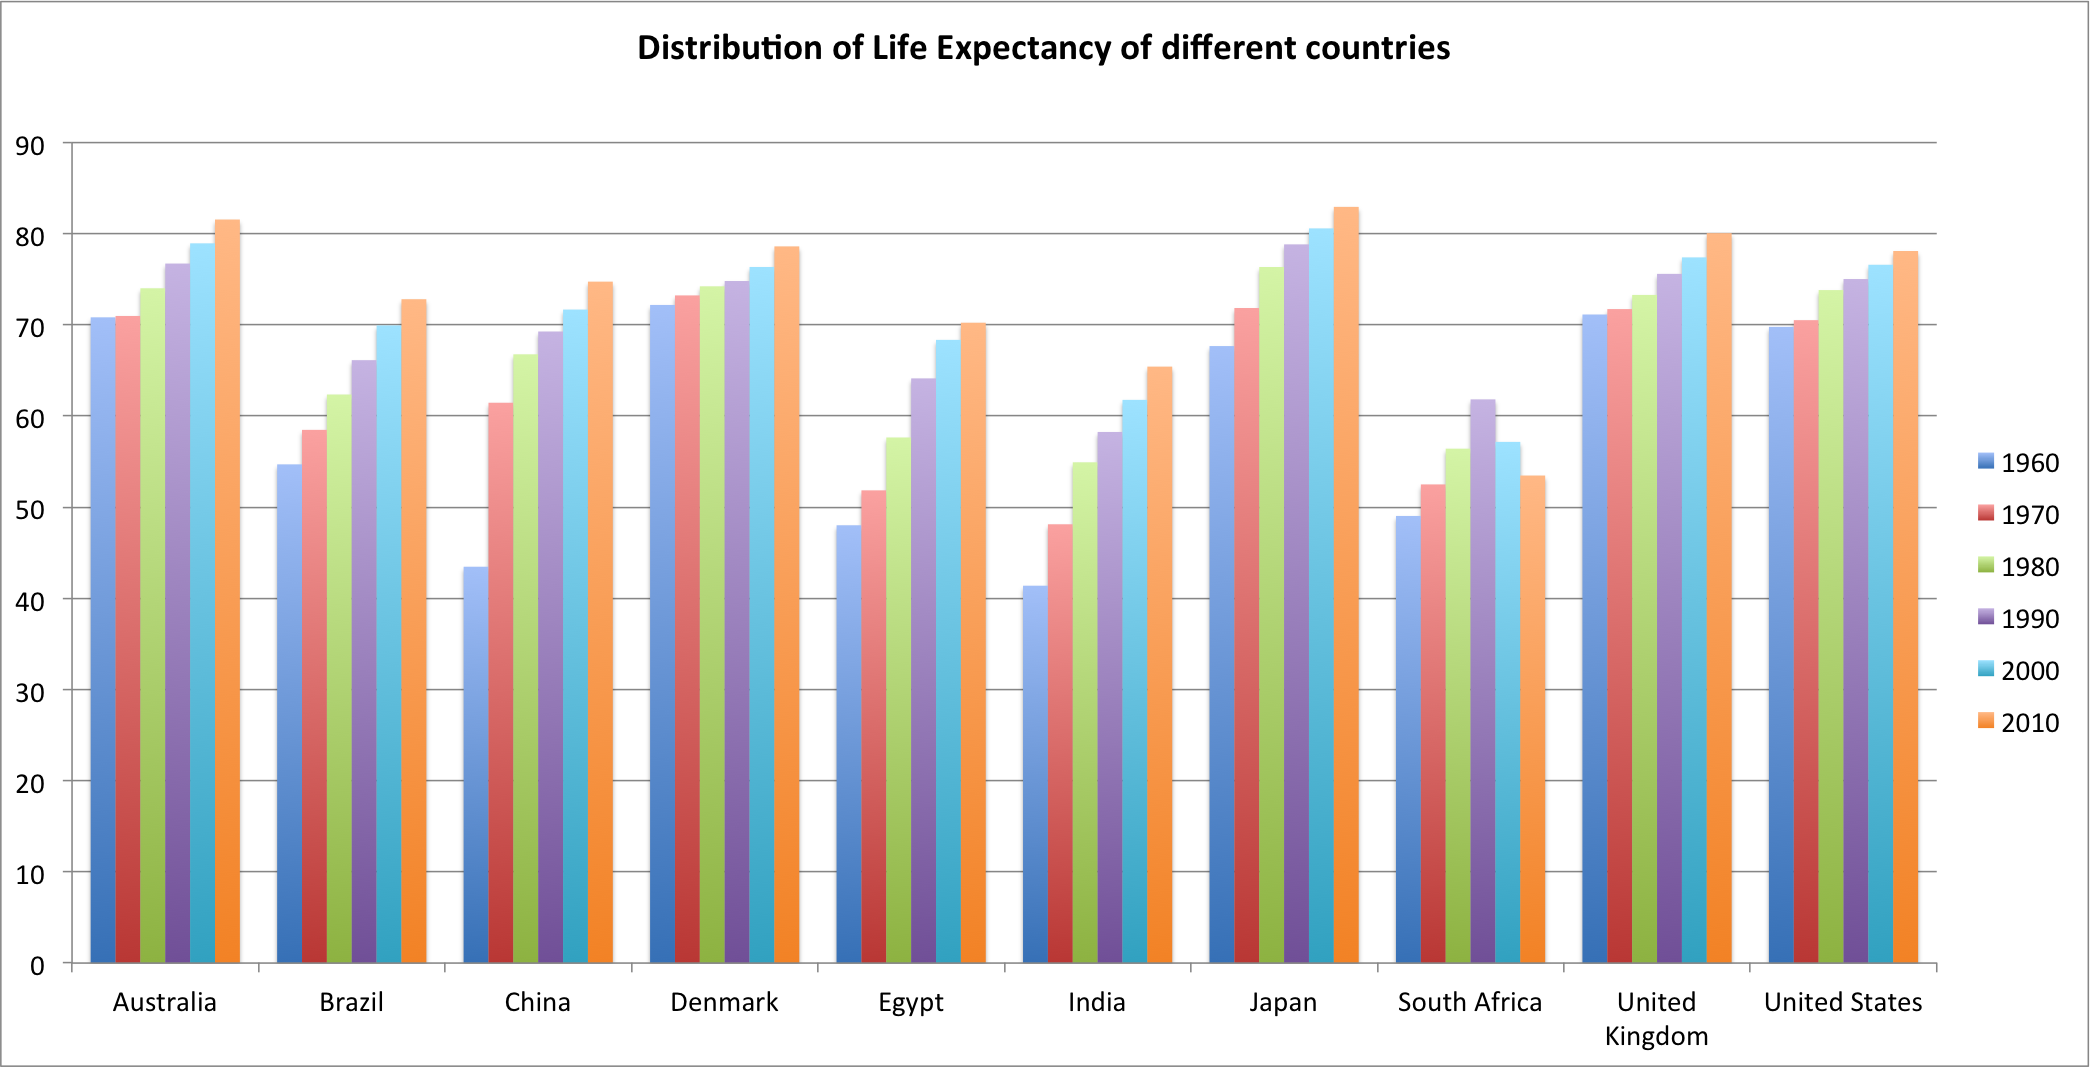 Distribution of Life Expectancy of different countries
90
80
70
60
50
40
30
20
10
0
Australia
Brazil
China
Denmark
Egypt
India
Japan
South Africa
United
Kingdom
United States
1960
1970
1980
1990
2000
2010